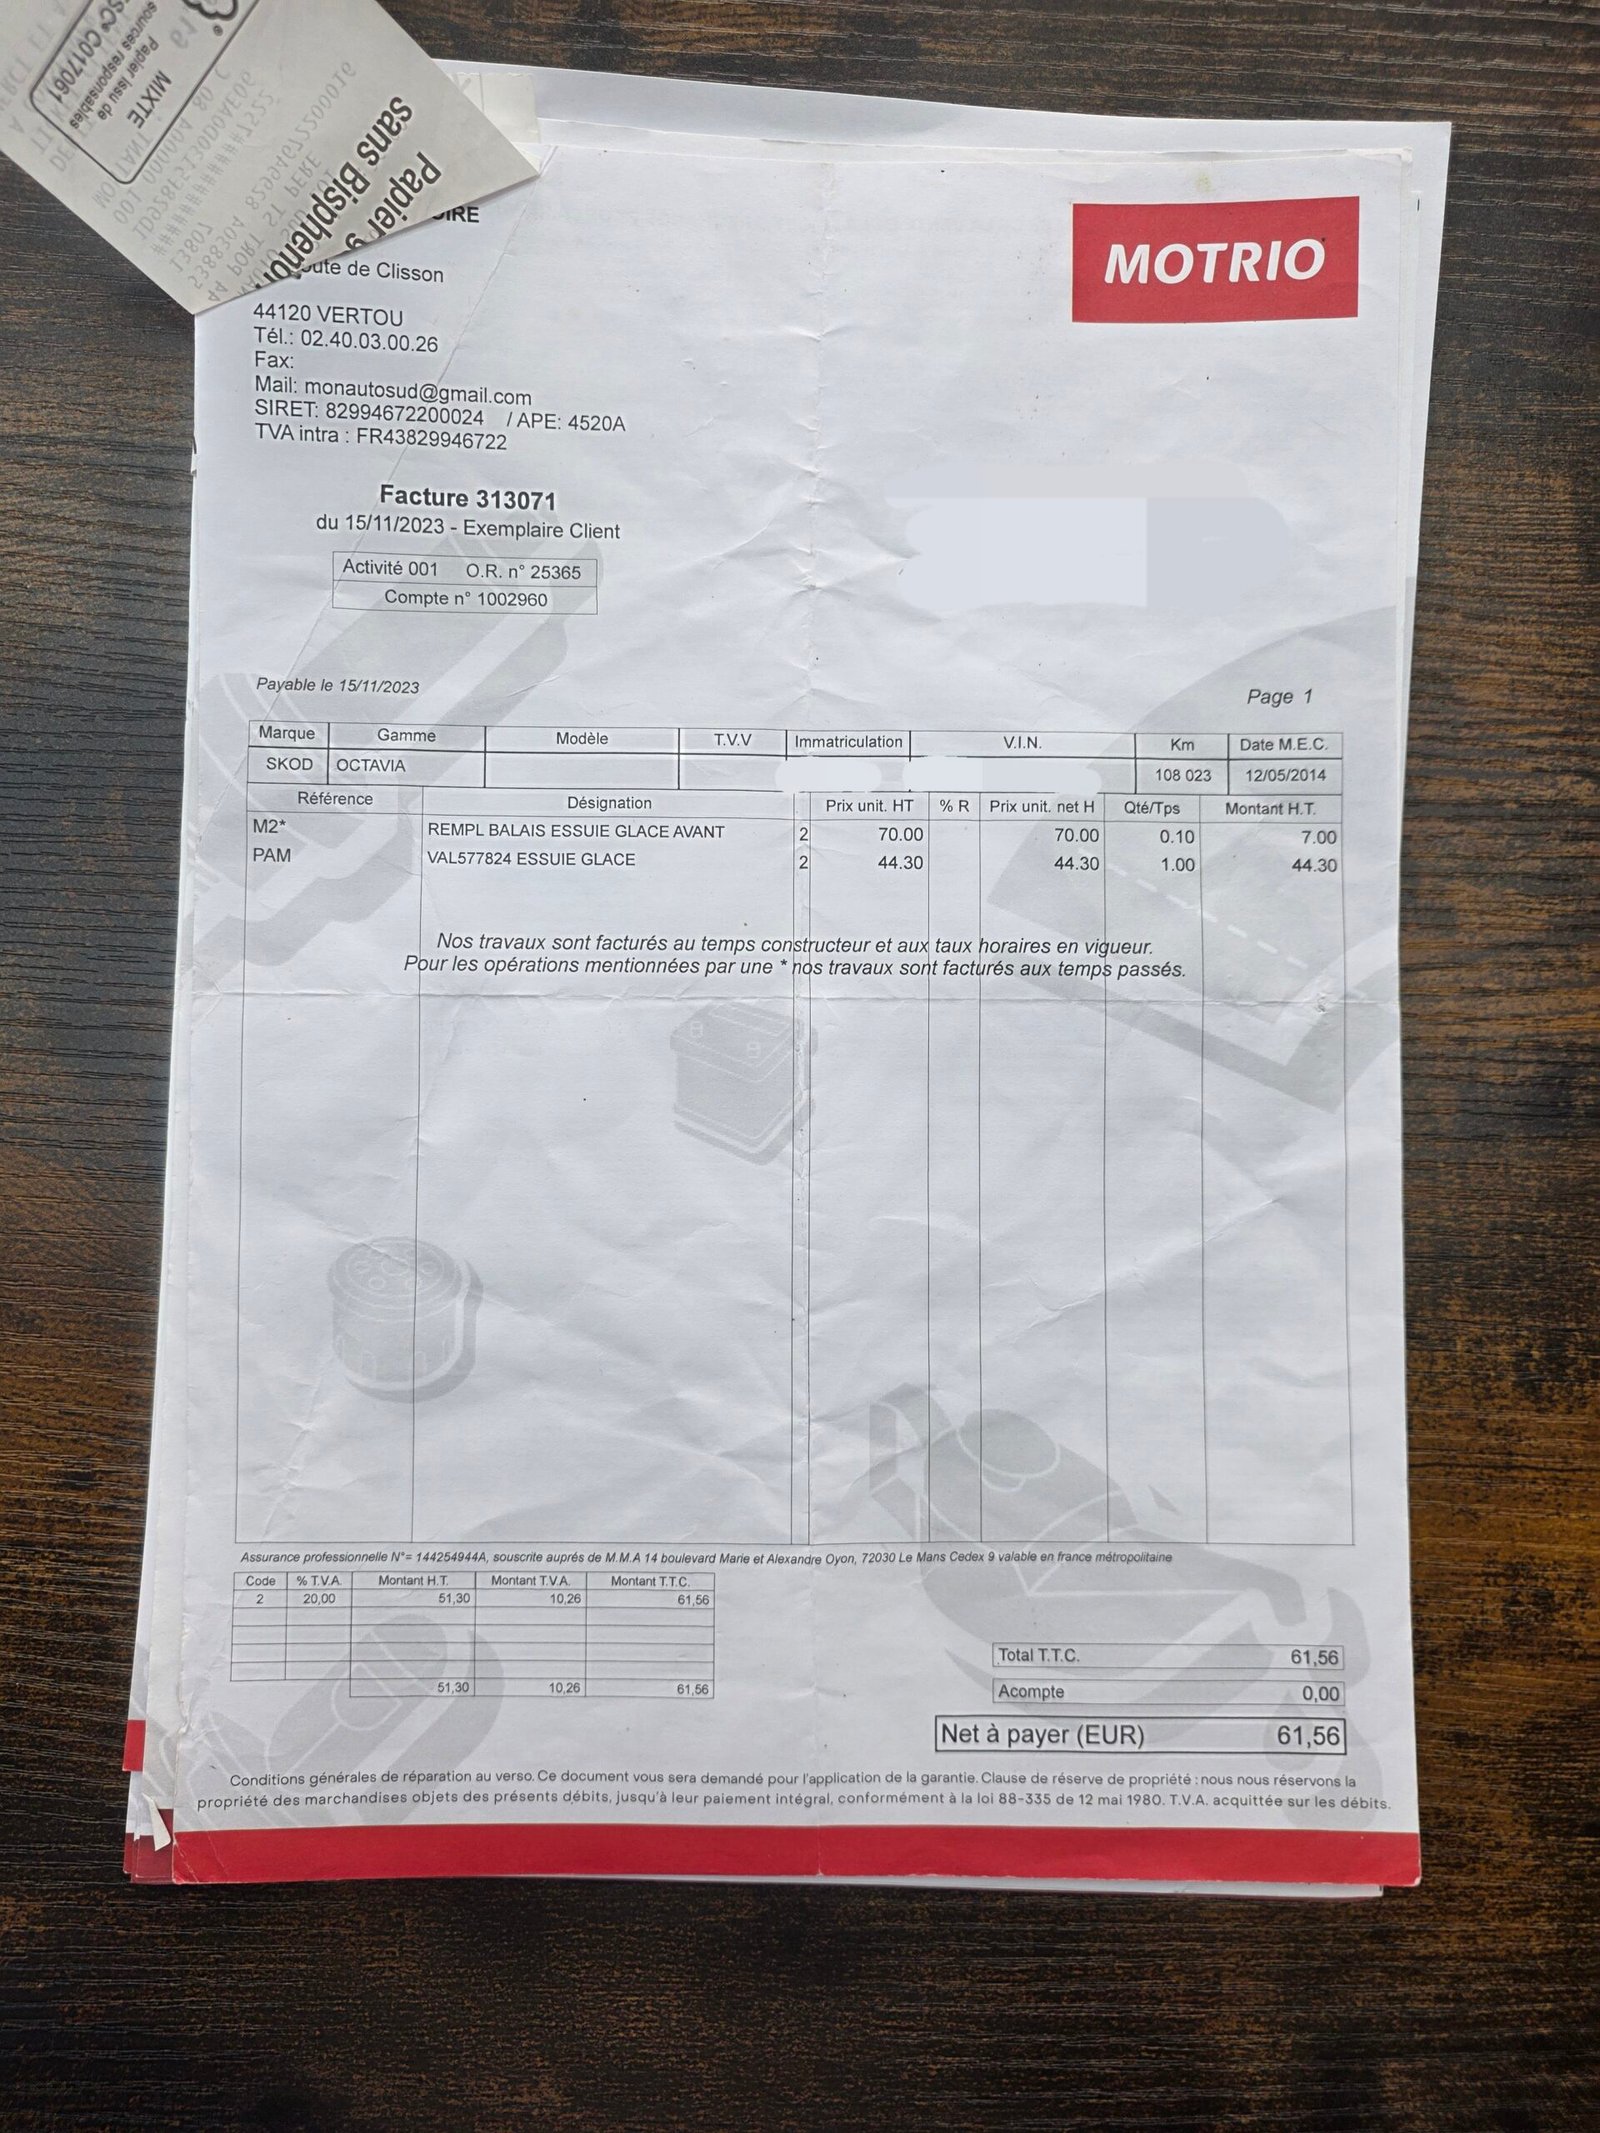 MIXTE
Papier issu de
sources responsables
FSC® C017061
sans Bisphénol
Papier
OIRE
oute de Clisson
44120 VERTOU
Tél.: 02.40.03.00.26
Fax:
Mail: monautosud@gmail.com
SIRET: 82994672200024 / APE: 4520A
TVA intra : FR43829946722
MOTRIO
Facture 313071
du 15/11/2023 - Exemplaire Client
Activité 001 O.R. n° 25365
Compte n° 1002960
Payable le 15/11/2023
Page 1
Marque Gamme Modèle T.V.V Immatriculation V.I.N. Km Date M.E.C.
SKOD OCTAVIA 108 023 12/05/2014
Référence Désignation Prix unit. HT % R Prix unit. net H Qté/Tps Montant H.T.
M2* REMPL BALAIS ESSUIE GLACE AVANT 2 70.00 70.00 0.10 7.00
PAM VAL577824 ESSUIE GLACE 2 44.30 44.30 1.00 44.30
Nos travaux sont facturés au temps constructeur et aux taux horaires en vigueur.
Pour les opérations mentionnées par une * nos travaux sont facturés aux temps passés.
Assurance professionnelle N°= 144254944A, souscrite auprés de M.M.A 14 boulevard Marie et Alexandre Oyon, 72030 Le Mans Cedex 9 valable en france métropolitaine
Code % T.V.A. Montant H.T. Montant T.V.A. Montant T.T.C.
2 20,00 51,30 10,26 61,56
51,30 10,26 61,56
Total T.T.C. 61,56
Acompte 0,00
Net à payer (EUR) 61,56
Conditions générales de réparation au verso. Ce document vous sera demandé pour l'application de la garantie. Clause de réserve de propriété : nous nous réservons la
propriété des marchandises objets des présents débits, jusqu'à leur paiement intégral, conformément à la loi 88-335 de 12 mai 1980. T.V.A. acquittée sur les débits.